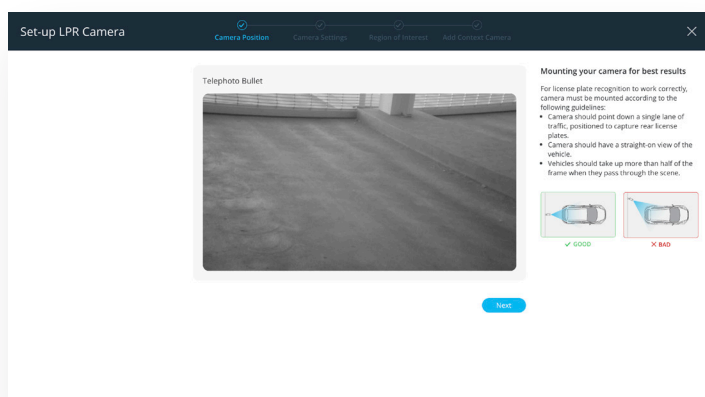 Set-up LPR Camera
Camera Position
Camera Settings
Region of Interest
Add Context Camera
Telephoto Bullet
Mounting your camera for best results
For license plate recognition to work correctly,
camera must be mounted according to the
following guidelines:
• Camera should point down a single lane of
traffic, positioned to capture rear license
plates.
• Camera should have a straight-on view of the
vehicle.
• Vehicles should take up more than half of the
frame when they pass through the scene.
GOOD
BAD
Next